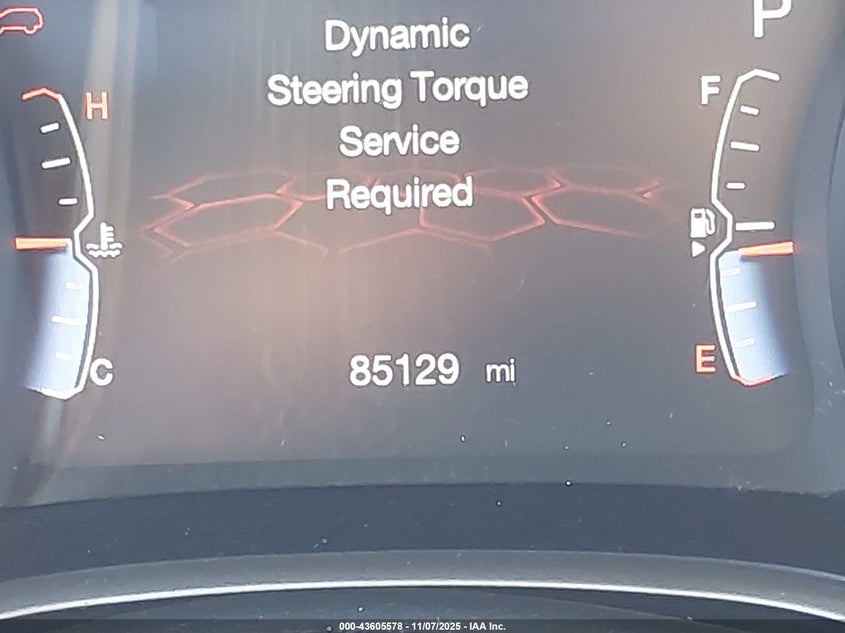 P
Dynamic
Steering Torque
Service
Required
H
F
C
E
85129 mi
000-43605578 - 11/07/2025 - IAA Inc.